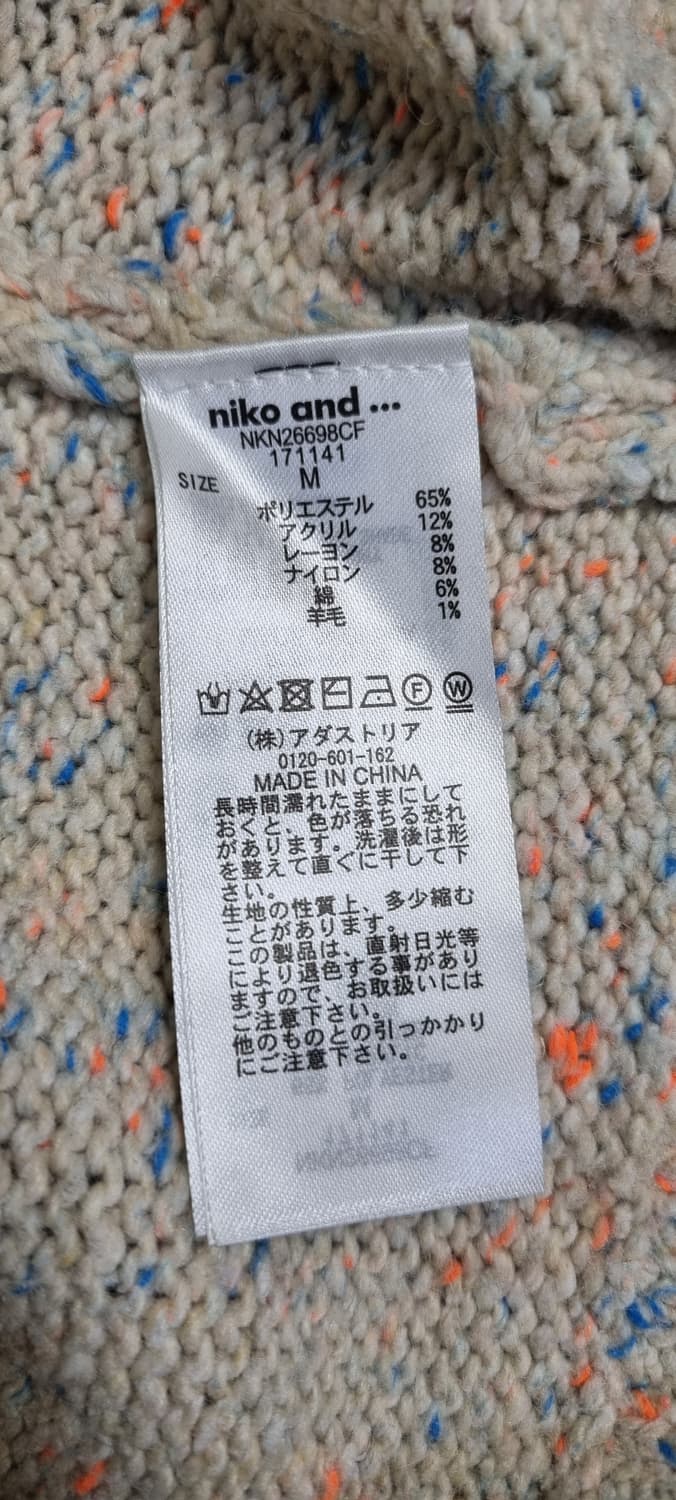 niko and ...
NKN26698CF
171141
SIZE M
ポリエステル 65%
アクリル 12%
レーヨン 8%
ナイロン 8%
綿 6%
羊毛 1%
F W
(株)アダストリア
0120-601-162
MADE IN CHINA
長時間濡れたままにして
おくと、色が落ちる恐れ
があります。洗濯後は形
を整えて直ぐに干して下
さい。
生地の性質上、多少縮む
ことがあります。
この製品は、直射日光等
により退色する事があり
ますので、お取扱いには
ご注意下さい。
他のものとの引っかかり
にご注意下さい。